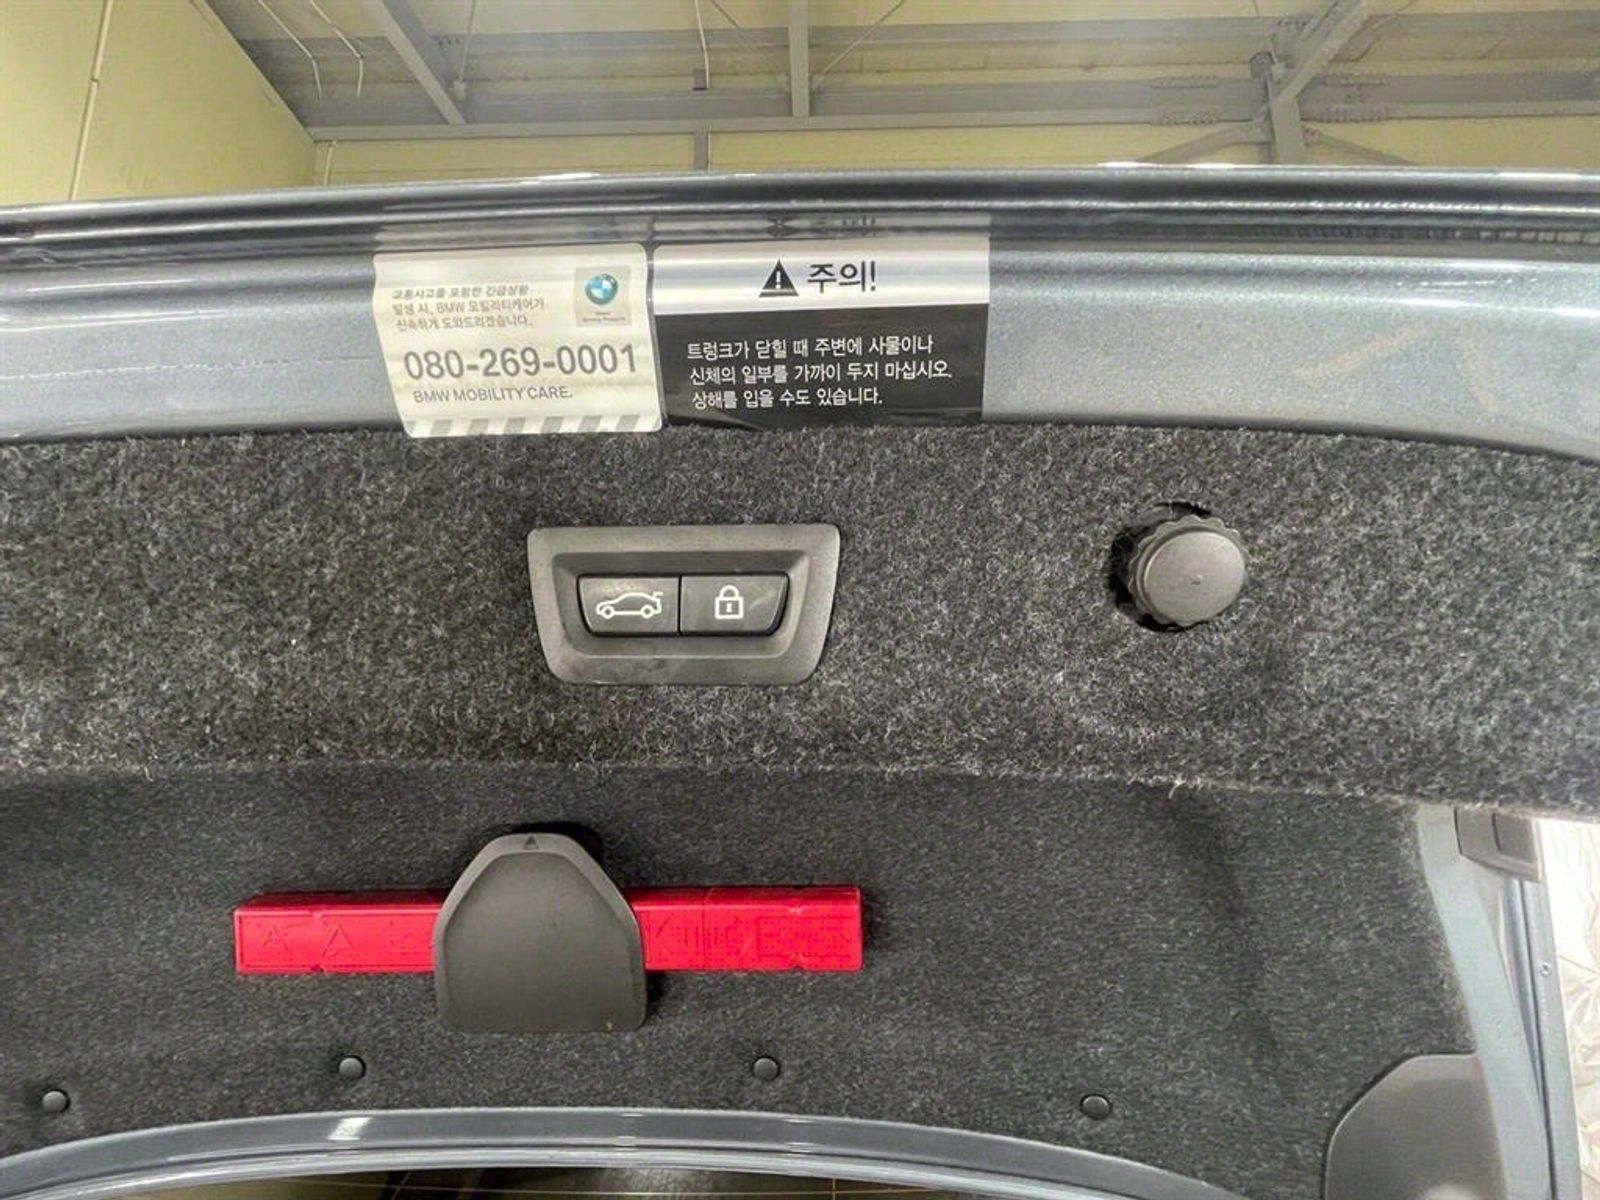 교통사고를 포함한 긴급상황
발생 시, BMW 모빌리티케어가
신속하게 도와드리겠습니다.
080-269-0001
BMW MOBILITY CARE.
주의!
트렁크가 닫힐 때 주변에 사물이나
신체의 일부를 가까이 두지 마십시오.
상해를 입을 수도 있습니다.